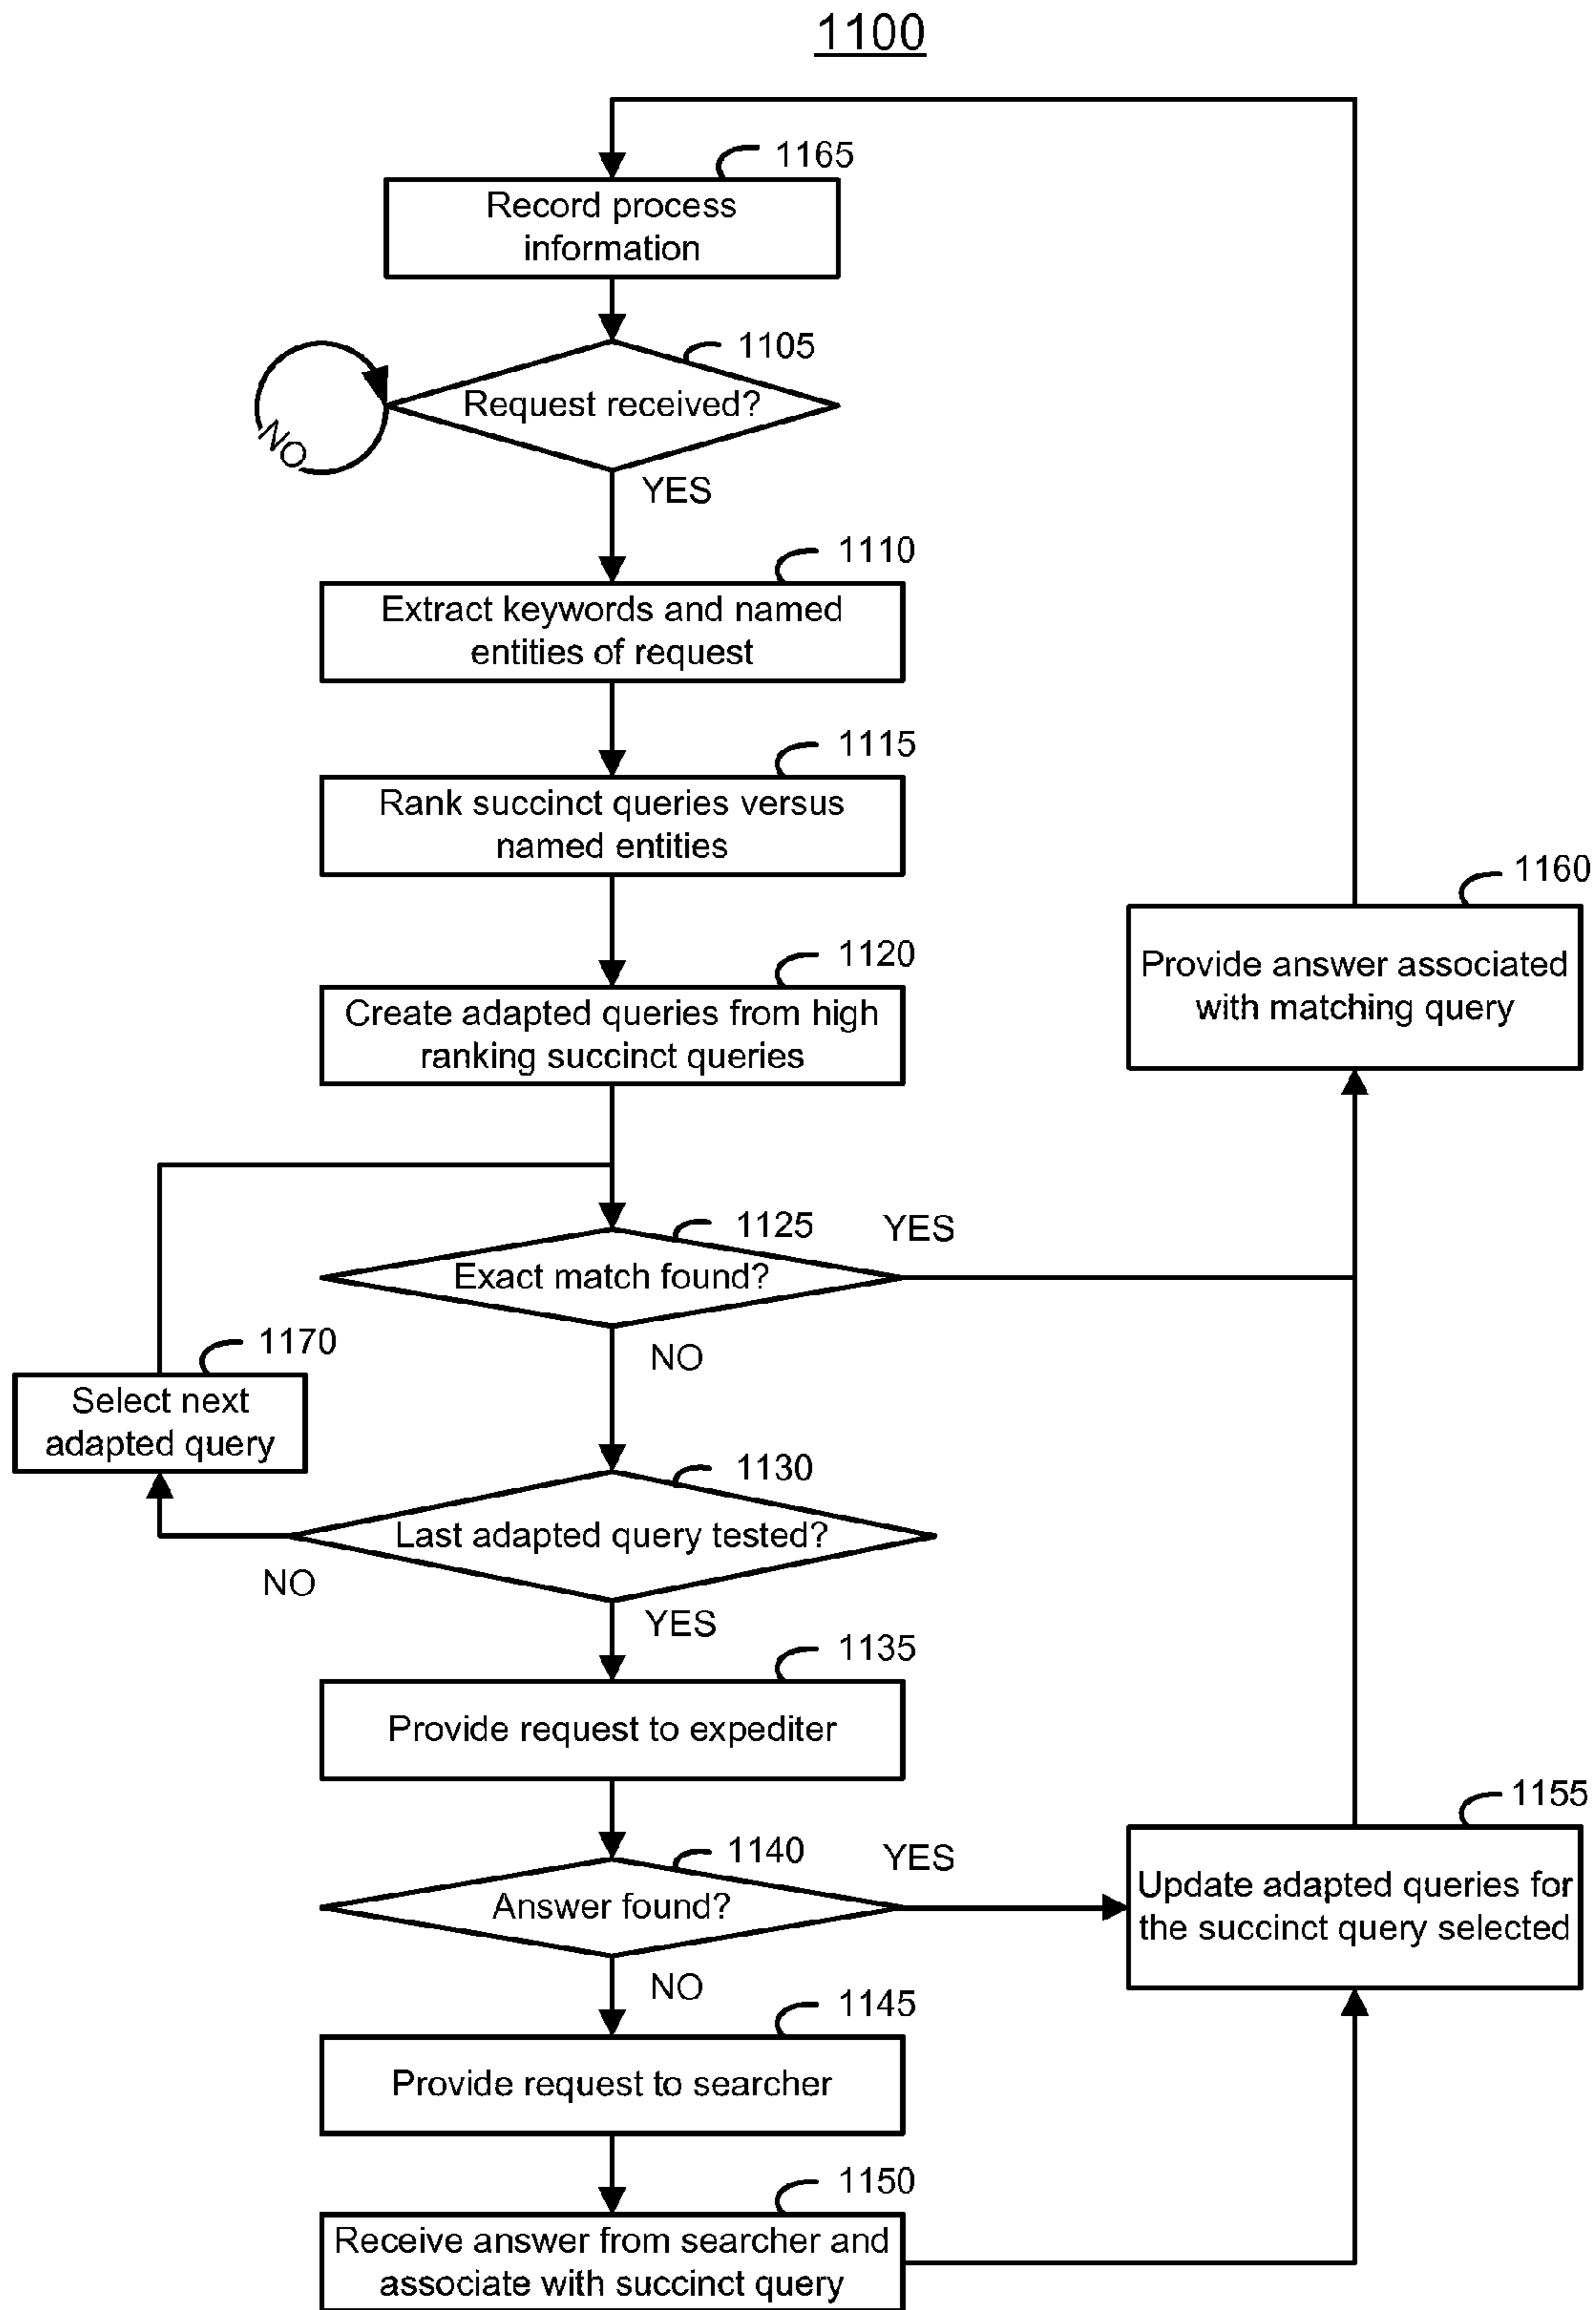 1100
1165
Record process
information
1105
Request received?
NO
YES
1110
Extract keywords and named
entities of request
1115
Rank succinct queries versus
named entities
1120
Create adapted queries from high
ranking succinct queries
1160
Provide answer associated
with matching query
1125
YES
Exact match found?
NO
1170
Select next
adapted query
1130
Last adapted query tested?
NO
YES
1135
Provide request to expediter
1140
YES
Answer found?
NO
1155
Update adapted queries for
the succinct query selected
1145
Provide request to searcher
1150
Receive answer from searcher and
associate with succinct query